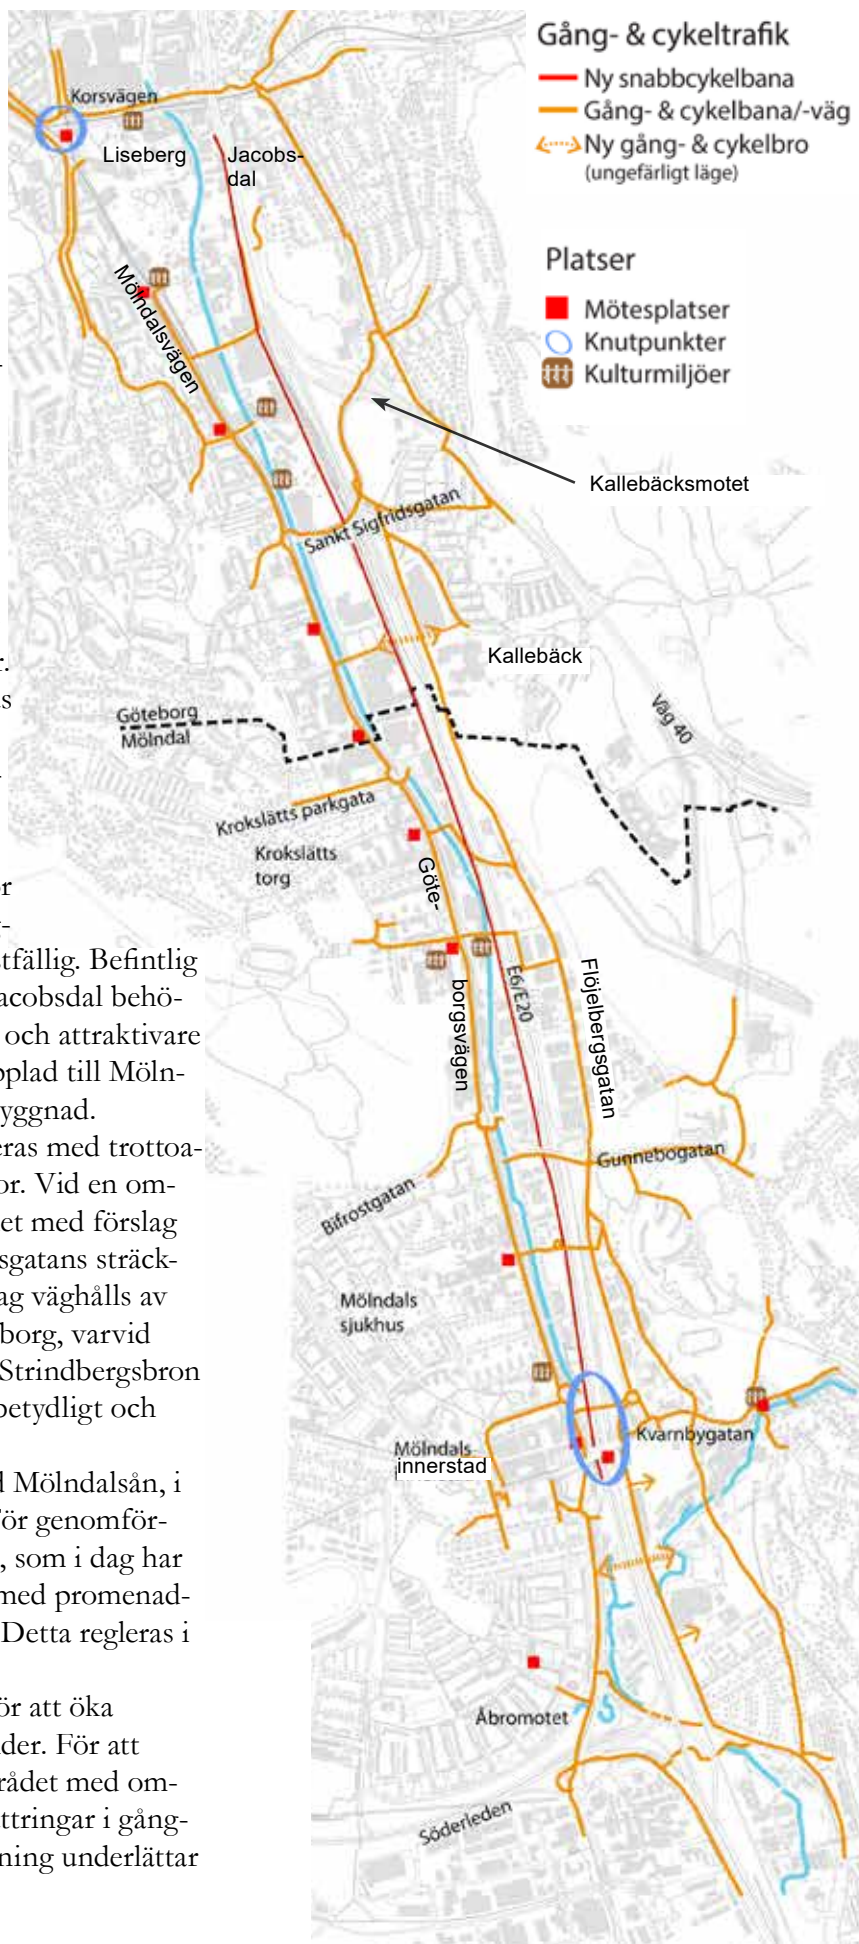 Gång- & cykeltrafik
Ny snabbcykelbana
Gång- & cykelbana/-väg
Ny gång- & cykelbro
(ungefärligt läge)
Platser
Mötesplatser
Knutpunkter
Kulturmiljöer
Korsvägen
Liseberg
Jacobs-
dal
Mölndalsvägen
Kallebäcksmotet
Sankt Sigfridsgatan
Kallebäck
Göteborg
Mölndal
Väg 40
Krokslätts parkgata
Krokslätts
torg
Göte-
borgsvägen
E6/E20
Flöjelbergsgatan
Gunnebogatan
Bifrostgatan
Mölndals
sjukhus
Kvarnbygatan
Mölndals
innerstad
Åbromotet
Söderleden
r.
s
or
-
tfällig. Befintlig
acobsdal behö-
och attraktivare
pplad till Möln-
yggnad.
eras med trottoa-
or. Vid en om-
et med förslag
sgatans sträck-
ag väghålls av
borg, varvid
Strindbergsbron
betydligt och
d Mölndalsån, i
för genomför-
, som i dag har
med promenad-
Detta regleras i
ör att öka
der. För att
rådet med om-
ttringar i gång-
ning underlättar